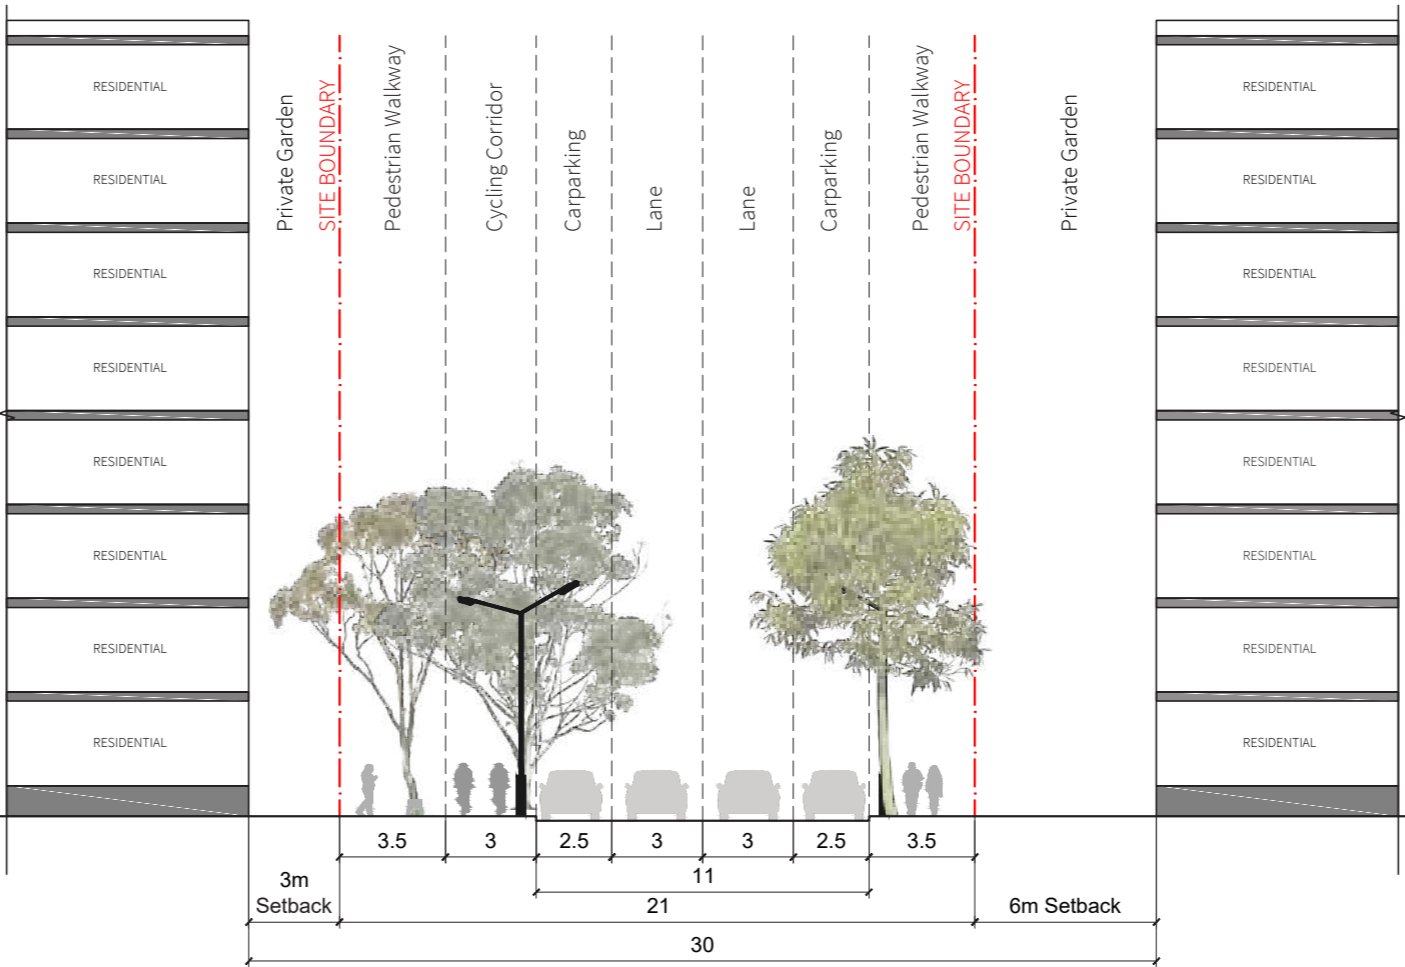 RESIDENTIAL
RESIDENTIAL
RESIDENTIAL
RESIDENTIAL
RESIDENTIAL
RESIDENTIAL
RESIDENTIAL
RESIDENTIAL
Private Garden
SITE BOUNDARY
Pedestrian Walkway
Cycling Corridor
Carparking
Lane
Lane
Carparking
Pedestrian Walkway
SITE BOUNDARY
Private Garden
RESIDENTIAL
RESIDENTIAL
RESIDENTIAL
RESIDENTIAL
RESIDENTIAL
RESIDENTIAL
RESIDENTIAL
RESIDENTIAL
3.5
3
2.5
3
3
2.5
3.5
11
3m
Setback
21
6m Setback
30